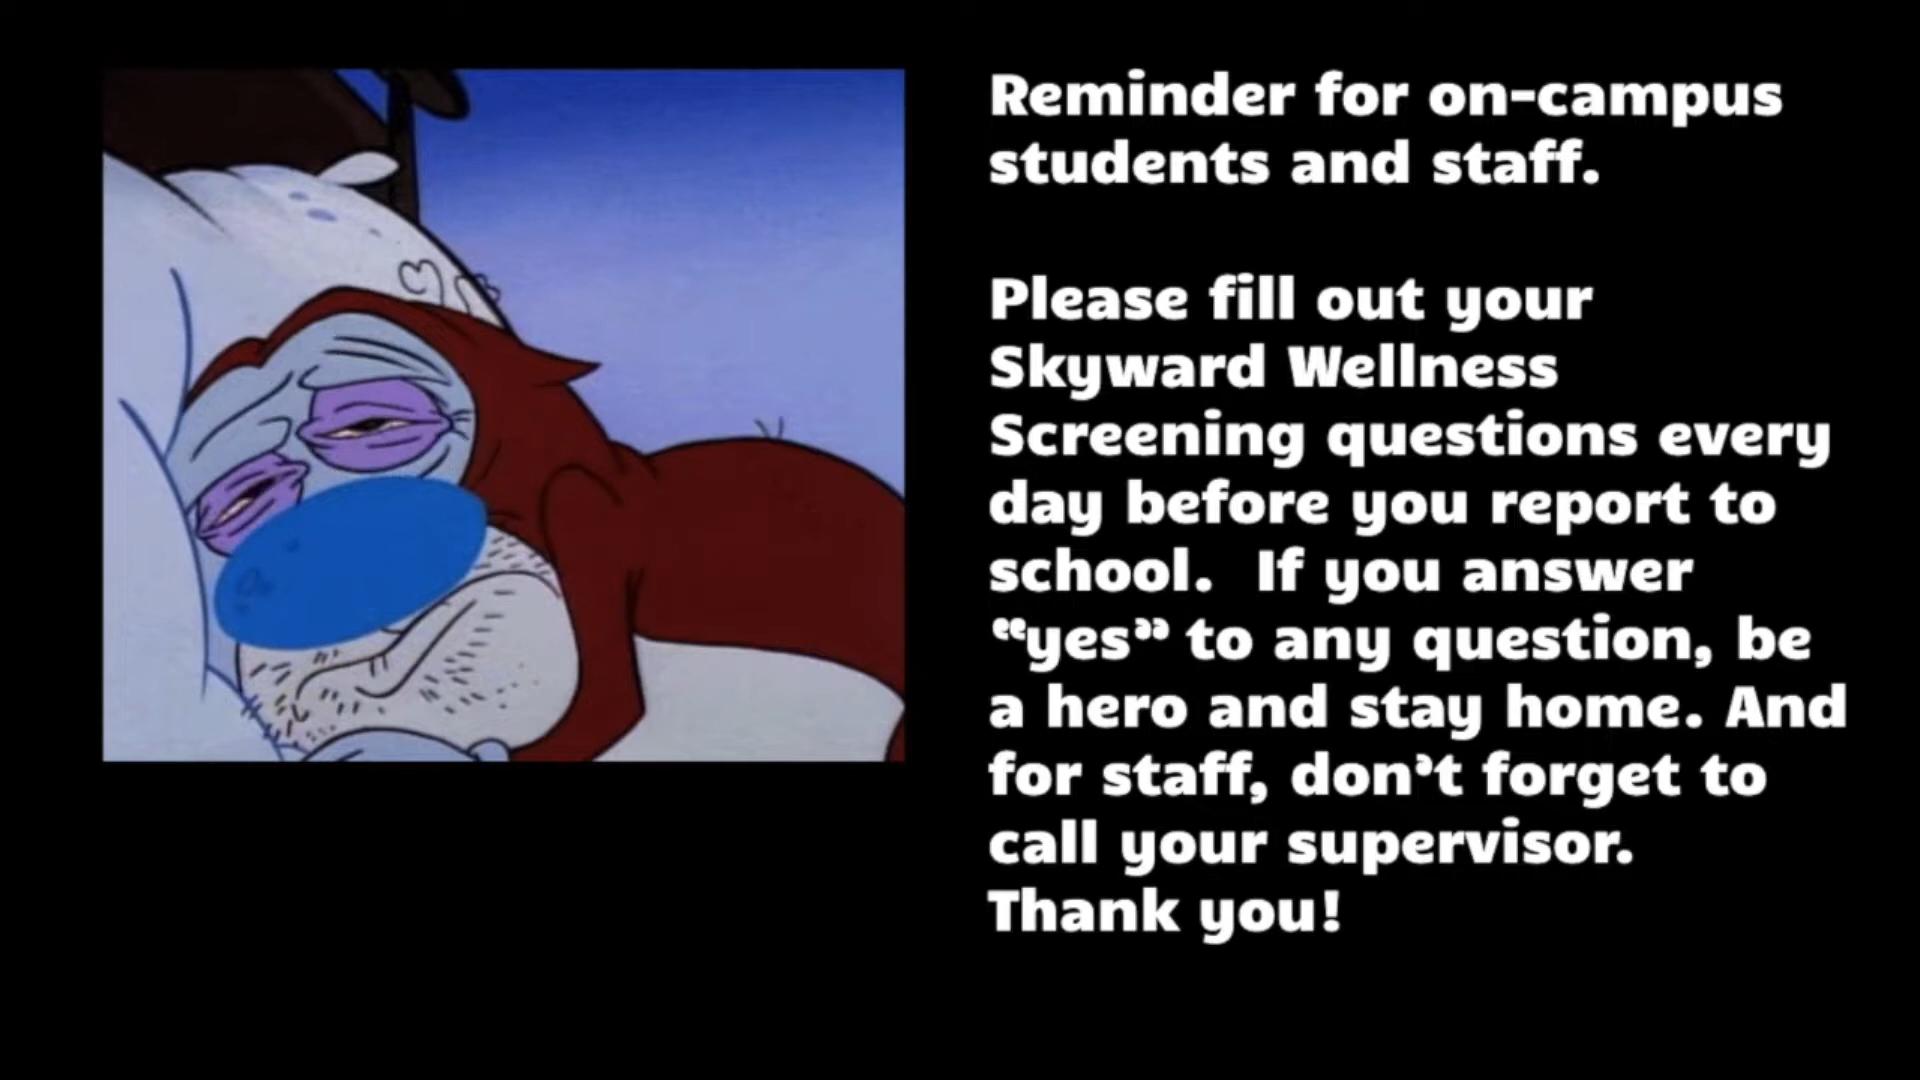 Reminder for on-campus
students and staff.
Please fill out your
Skyward Wellness
Screening questions every
day before you report to
school.  If you answer
“yes” to any question, be
a hero and stay home. And
for staff, don’t forget to
call your supervisor.
Thank you!